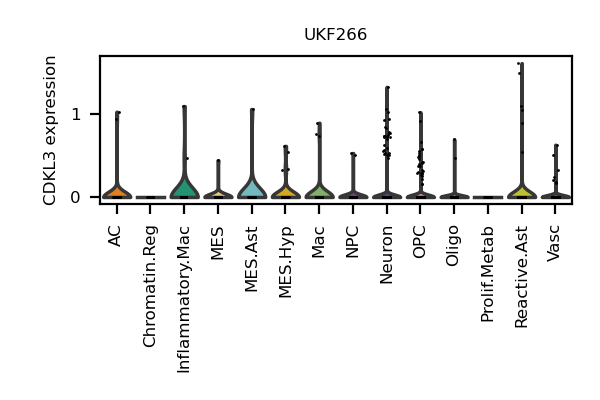 UKF266
CDKL3 expression
1
0
AC
Chromatin.Reg
Inflammatory.Mac
MES
MES.Ast
MES.Hyp
Mac
NPC
Neuron
OPC
Oligo
Prolif.Metab
Reactive.Ast
Vasc